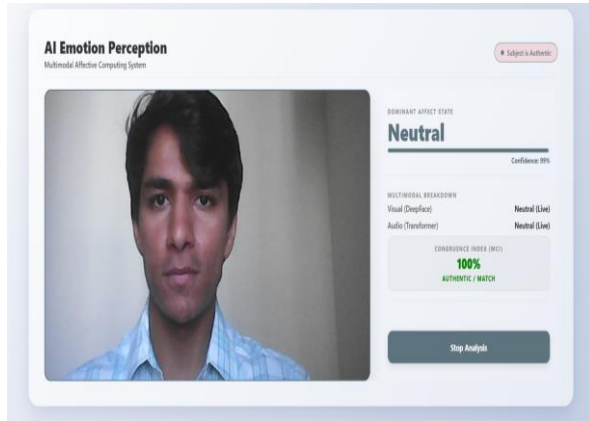 AI Emotion Perception
Multimodal Affective Computing System
Subject is Authentic
DOMINANT AFFECT STATE
Neutral
Confidence: 99%
MULTIMODAL BREAKDOWN
Visual (DeepFace) Neutral (Live)
Audio (Transformer) Neutral (Live)
CONGRUENCE INDEX (MCI)
100%
AUTHENTIC / MATCH
Stop Analysis